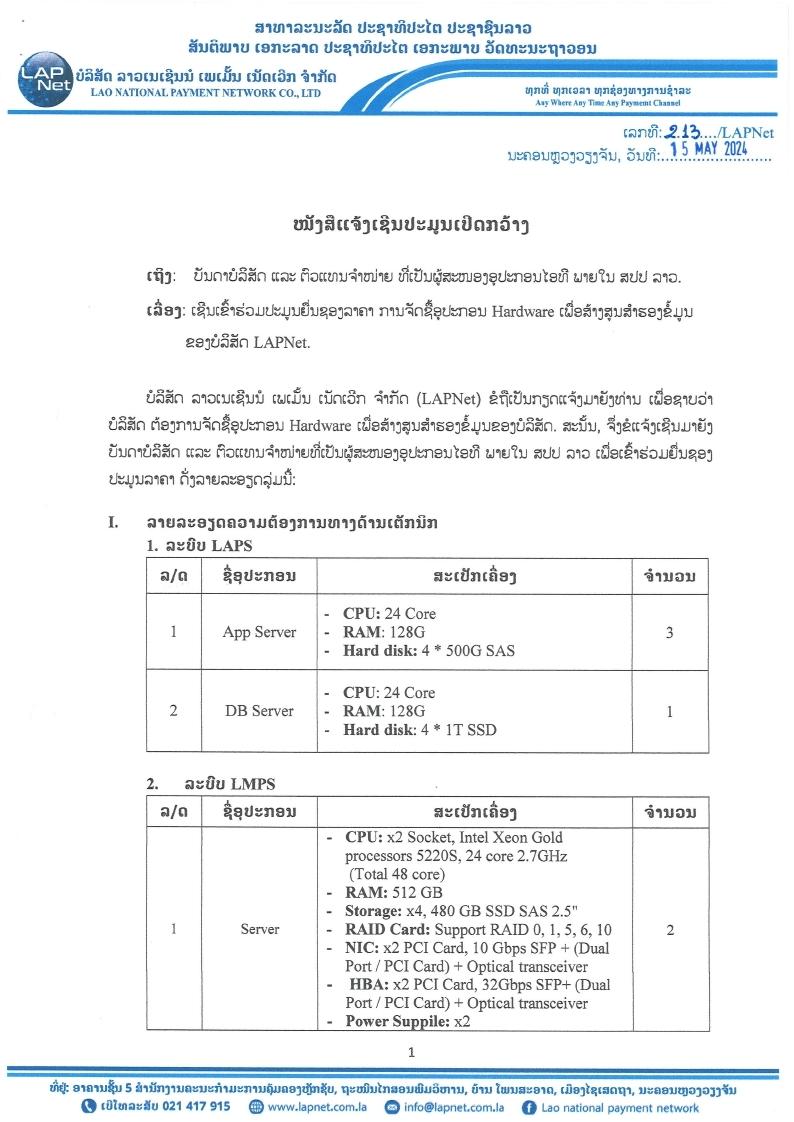 ສາທາລະນະລັດ ປະຊາທິປະໄຕ ປະຊາຊົນລາວ
ສັນຕິພາບ ເອກະລາດ ປະຊາທິປະໄຕ ເອກະພາບ ວັດທະນະຖາວອນ
LAP Net
ບໍລິສັດ ລາວເນເຊີນນໍ ເພເມັ້ນ ເນັດເວີກ ຈໍາກັດ
LAO NATIONAL PAYMENT NETWORK CO., LTD
ທຸກທີ່ ທຸກເວລາ ທຸກຊ່ອງທາງການຊໍາລະ
Any Where Any Time Any Payment Channel
ເລກທີ: 213..../LAPNet
ນະຄອນຫຼວງວຽງຈັນ, ວັນທີ: 15 MAY 2024
ໜັງສືແຈ້ງເຊີນປະມູນເປີດກວ້າງ
ເຖິງ: ບັນດາບໍລິສັດ ແລະ ຕົວແທນຈໍາໜ່າຍ ທີ່ເປັນຜູ້ສະໜອງອຸປະກອນໄອທີ ພາຍໃນ ສປປ ລາວ.
ເລື່ອງ: ເຊີນເຂົ້າຮ່ວມປະມູນຍື່ນຊອງລາຄາ ການຈັດຊື້ອຸປະກອນ Hardware ເພື່ອສ້າງສູນສໍາຮອງຂໍ້ມູນ
ຂອງບໍລິສັດ LAPNet.
ບໍລິສັດ ລາວເນເຊີນນໍ ເພເມັ້ນ ເນັດເວີກ ຈໍາກັດ (LAPNet) ຂໍຖືເປັນກຽດແຈ້ງມາຍັງທ່ານ ເພື່ອຊາບວ່າ
ບໍລິສັດ ຕ້ອງການຈັດຊື້ອຸປະກອນ Hardware ເພື່ອສ້າງສູນສໍາຮອງຂໍ້ມູນຂອງບໍລິສັດ. ສະນັ້ນ, ຈຶ່ງຂໍແຈ້ງເຊີນມາຍັງ
ບັນດາບໍລິສັດ ແລະ ຕົວແທນຈໍາໜ່າຍທີ່ເປັນຜູ້ສະໜອງອຸປະກອນໄອທີ ພາຍໃນ ສປປ ລາວ ເພື່ອເຂົ້າຮ່ວມຍື່ນຊອງ
ປະມູນລາຄາ ດັ່ງລາຍລະອຽດລຸ່ມນີ້:
I. ລາຍລະອຽດຄວາມຕ້ອງການທາງດ້ານເຕັກນິກ
1. ລະບົບ LAPS
ລ/ດ ຊື່ອຸປະກອນ ສະເປັກເຄື່ອງ ຈໍານວນ
- CPU: 24 Core
1 App Server - RAM: 128G 3
- Hard disk: 4 * 500G SAS
- CPU: 24 Core
2 DB Server - RAM: 128G 1
- Hard disk: 4 * 1T SSD
2. ລະບົບ LMPS
ລ/ດ ຊື່ອຸປະກອນ ສະເປັກເຄື່ອງ ຈໍານວນ
- CPU: x2 Socket, Intel Xeon Gold
processors 5220S, 24 core 2.7GHz
(Total 48 core)
- RAM: 512 GB
- Storage: x4, 480 GB SSD SAS 2.5"
1 Server - RAID Card: Support RAID 0, 1, 5, 6, 10 2
- NIC: x2 PCI Card, 10 Gbps SFP + (Dual
Port / PCI Card) + Optical transceiver
- HBA: x2 PCI Card, 32Gbps SFP+ (Dual
Port / PCI Card) + Optical transceiver
- Power Suppile: x2
1
ທີ່ຢູ່: ອາຄານຊັ້ນ 5 ສໍານັກງານຄະນະກໍາມະການຄຸ້ມຄອງຫຼັກຊັບ, ຖະໜົນໄກສອນພົມວິຫານ, ບ້ານ ໂພນສະອາດ, ເມືອງໄຊເສດຖາ, ນະຄອນຫຼວງວຽງຈັນ
ເບີໂທລະສັບ 021 417 915 www.lapnet.com.la info@lapnet.com.la Lao national payment network